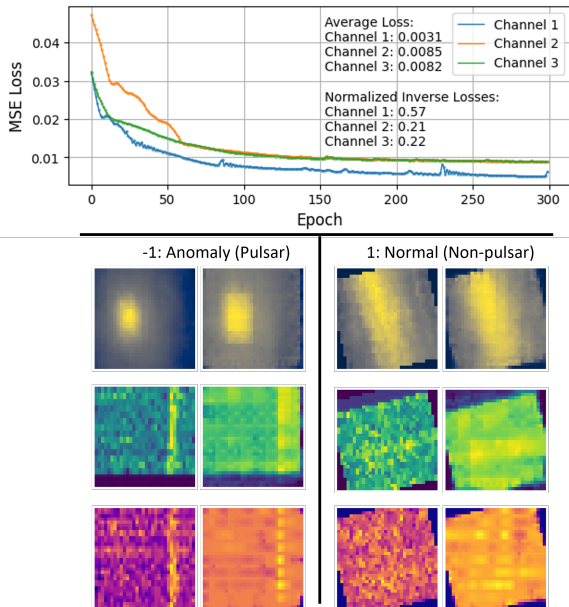 Average Loss:
Channel 1: 0.0031
Channel 2: 0.0085
Channel 3: 0.0082
Normalized Inverse Losses:
Channel 1: 0.57
Channel 2: 0.21
Channel 3: 0.22
Channel 1
Channel 2
Channel 3
MSE Loss
0.04
0.03
0.02
0.01
0 50 100 150 200 250 300
Epoch
-1: Anomaly (Pulsar)
1: Normal (Non-pulsar)